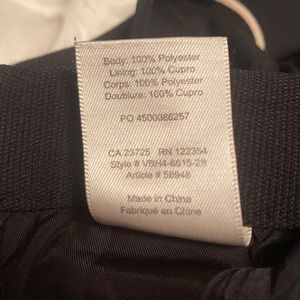 Body: 100% Polyester
Lining: 100% Cupro
Corps: 100% Polyester
Doublure: 100% Cupro
PO 4500086257
CA 23725 RN 122354
Style # VBH4-6615-28
Article # 58948
Made in China
Fabriqué en Chine